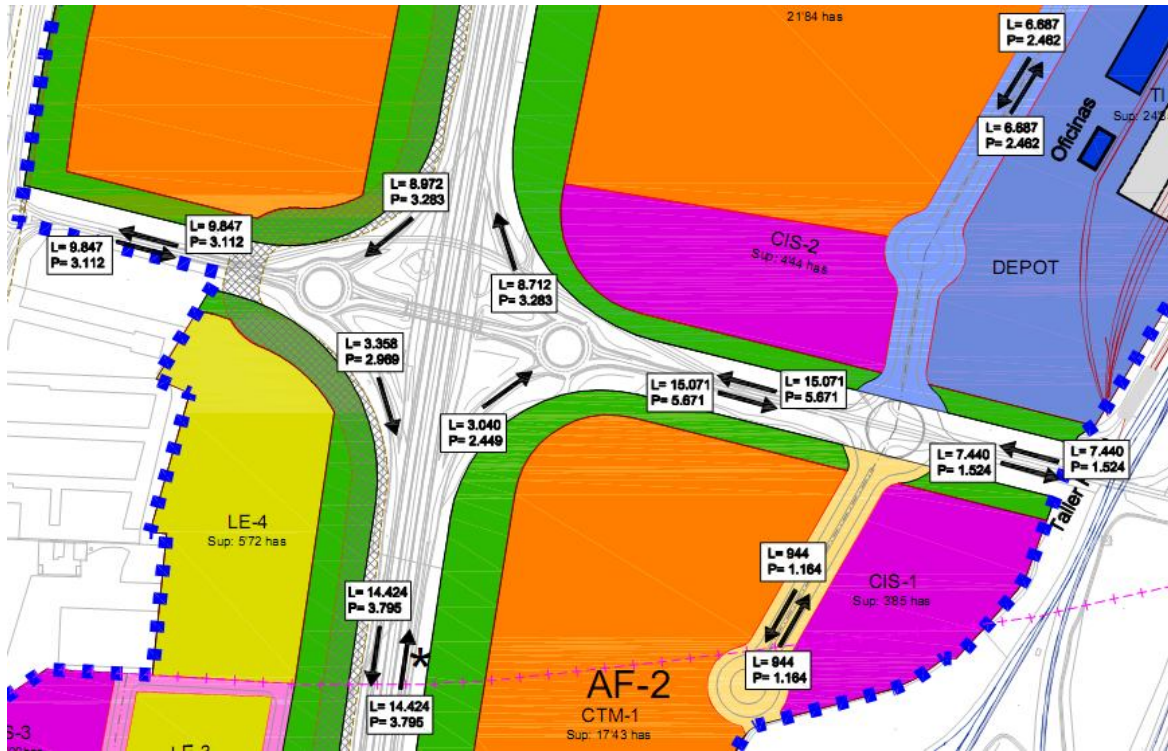 21'84 has
L= 6.687
P= 2.462
TI
Sup: 24'8
L= 6.687
P= 2.462
Oficinas
L= 8.972
P= 3.283
L= 9.847
P= 3.112
L= 9.847
P= 3.112
CIS-2
Sup: 4'44 has
DEPOT
L= 8.712
P= 3.283
L= 3.358
P= 2.969
L= 15.071
P= 5.671
L= 15.071
P= 5.671
L= 3.040
P= 2.449
L= 7.440
P= 1.524
L= 7.440
P= 1.524
Taller
LE-4
Sup: 5'72 has
L= 944
P= 1.164
CIS-1
Sup: 3'85 has
L= 14.424
P= 3.795
*
L= 944
P= 1.164
AF-2
CTM-1
Sup: 17'43 has
L= 14.424
P= 3.795
S-3
LE-3